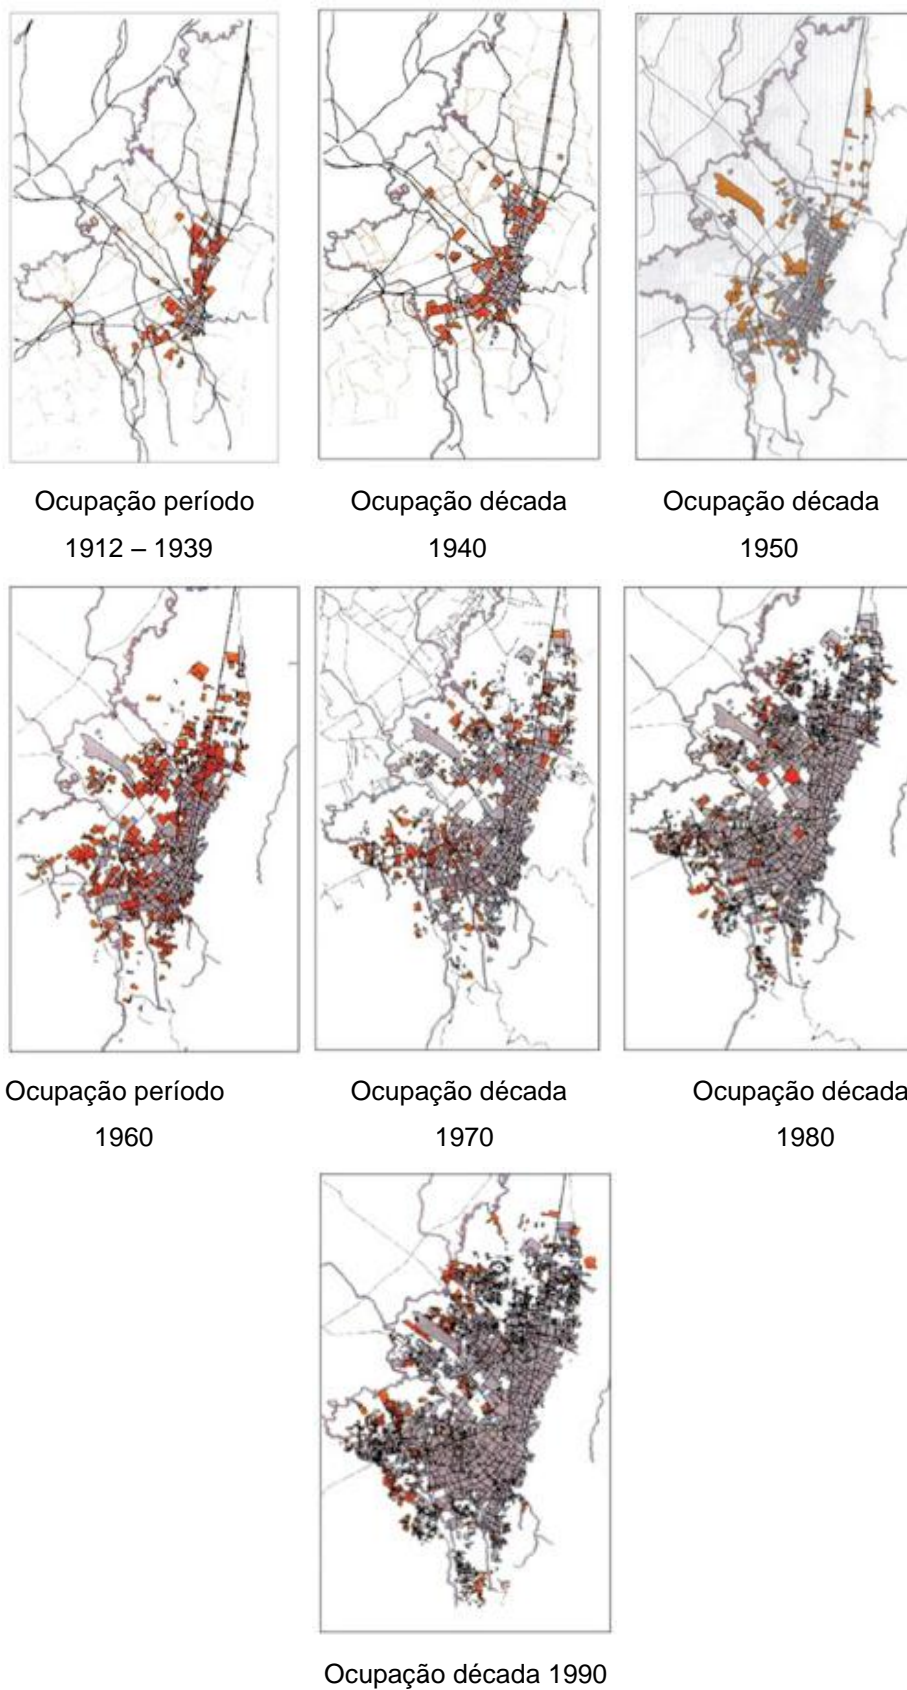 Ocupação período
1912 – 1939
Ocupação década
1940
Ocupação década
1950
Ocupação período
1960
Ocupação década
1970
Ocupação década
1980
Ocupação década 1990